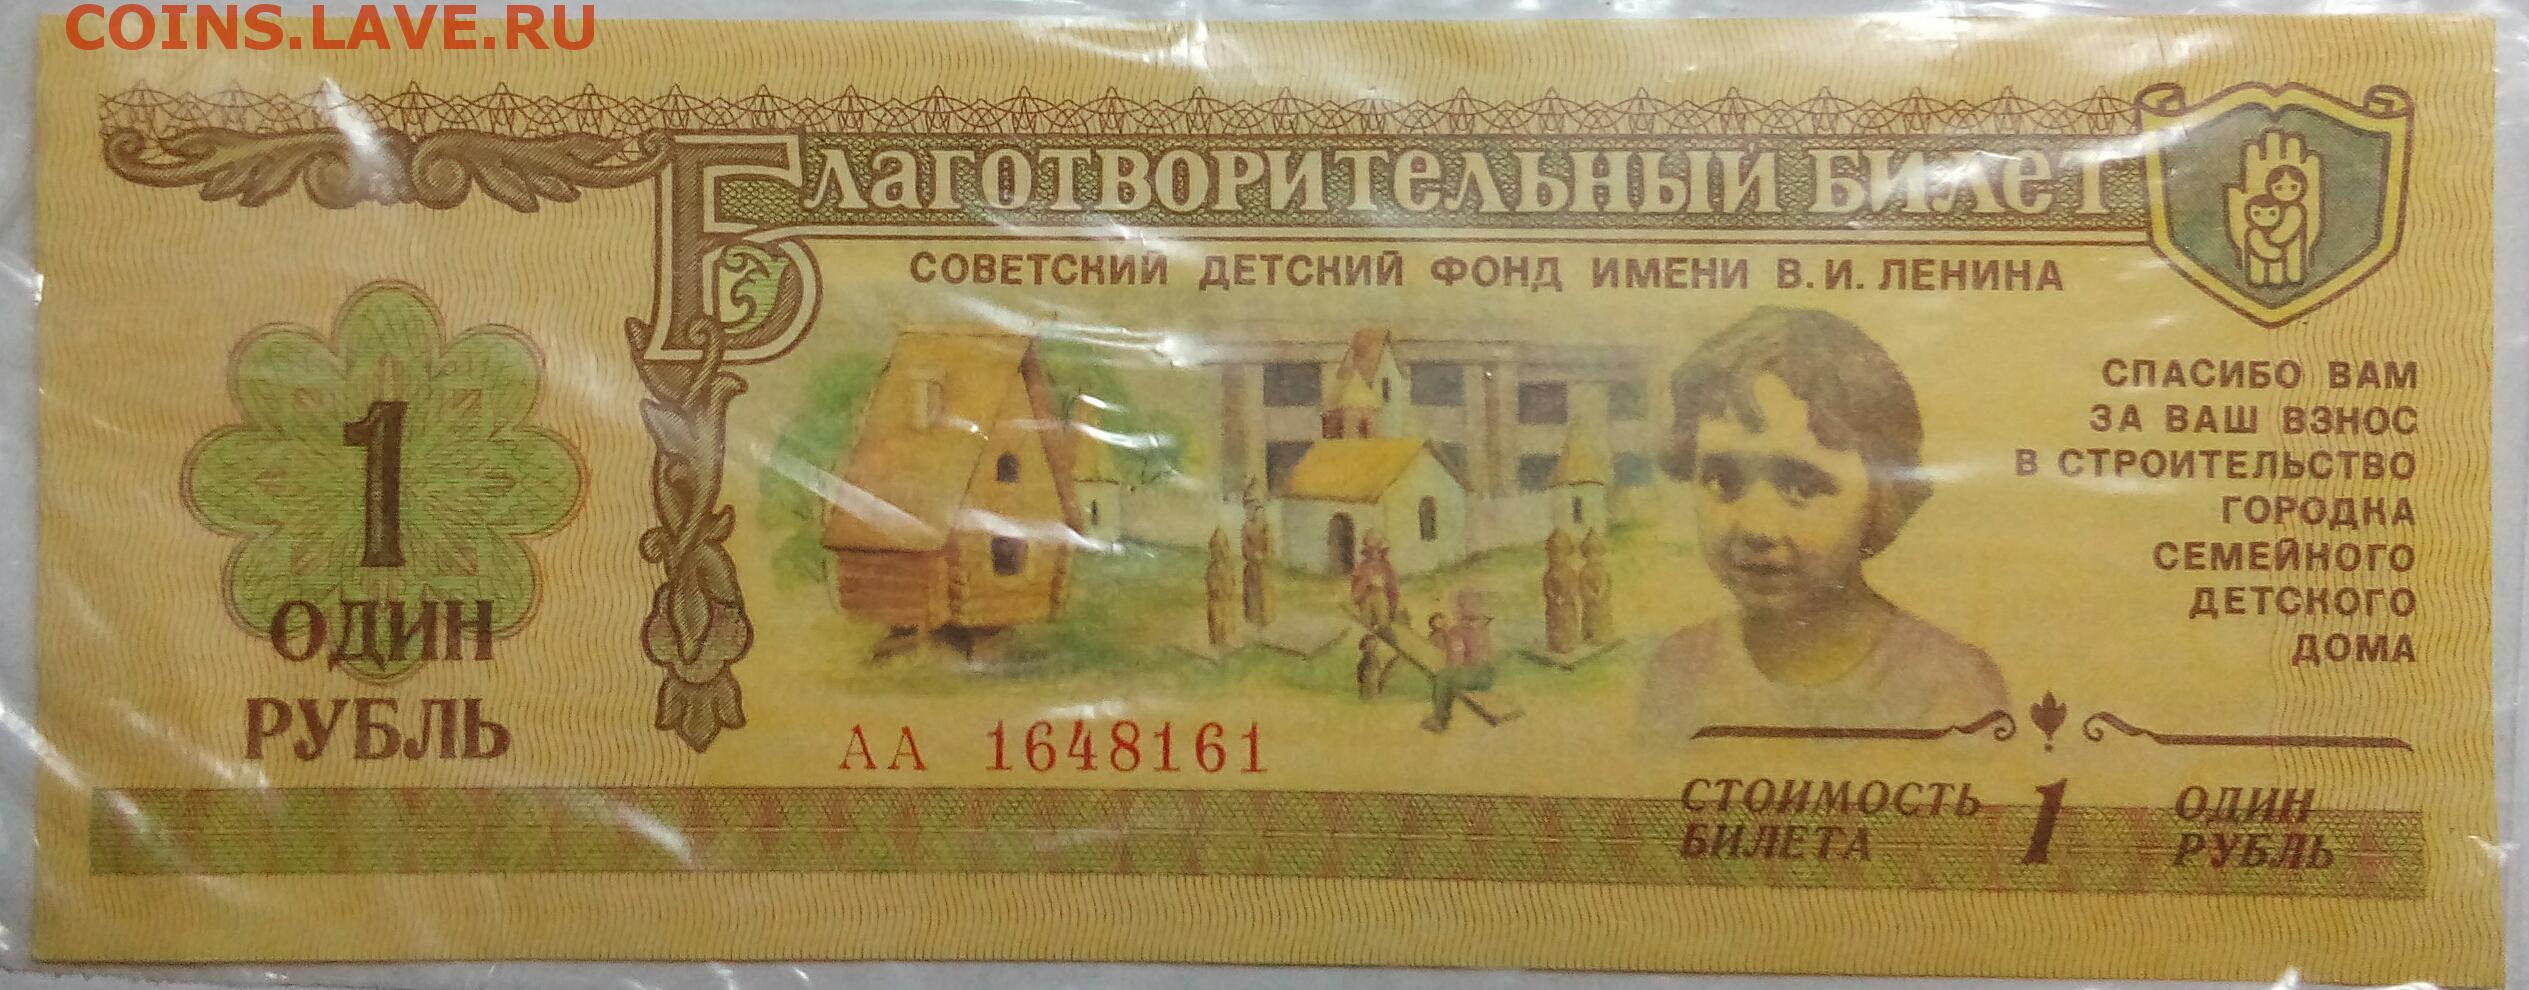 COINS.LAVE.RU
БЛАГОТВОРИТЕЛЬНЫЙ БИЛЕТ
СОВЕТСКИЙ ДЕТСКИЙ ФОНД ИМЕНИ В.И. ЛЕНИНА
1
ОДИН
РУБЛЬ
СПАСИБО ВАМ
ЗА ВАШ ВЗНОС
В СТРОИТЕЛЬСТВО
ГОРОДКА
СЕМЕЙНОГО
ДЕТСКОГО
ДОМА
АА 1648161
СТОИМОСТЬ
БИЛЕТА
1
ОДИН
РУБЛЬ